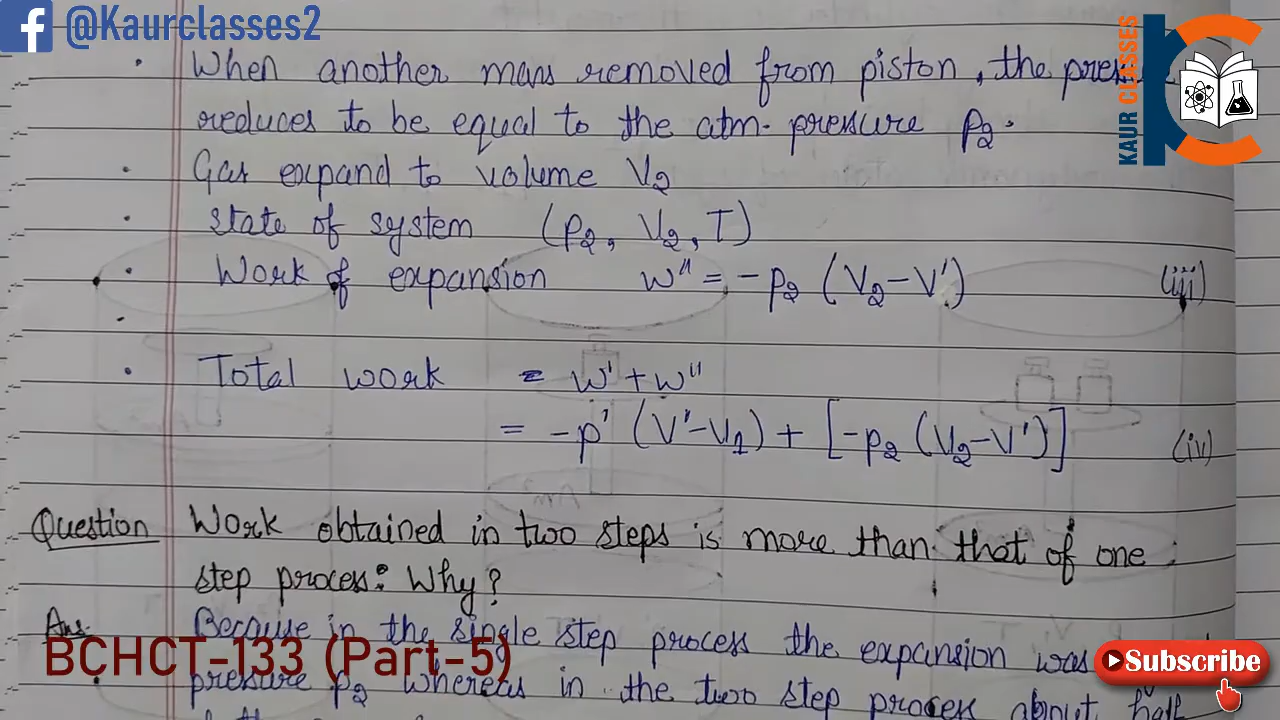 @Kaurclasses2
KAUR CLASSES
• When another mass removed from piston, the
reduces to be equal to the atm. pressure p₂.
• Gas expand to volume V₂
• State of system (p₂, V₂, T)
• Work of expansion w" = -p₂ (V₂-V') (iii)
•
• Total work = w' + w"
= -p' (V'-V₁) + [-p₂ (V₂-V')] (iv)
Question Work obtained in two steps is more than that of one
step process. Why?
Ans. Because in the single step process the expansion was
presure p₂ whereas in the two step process about half
BCHCT-133 (Part-5)
Subscribe